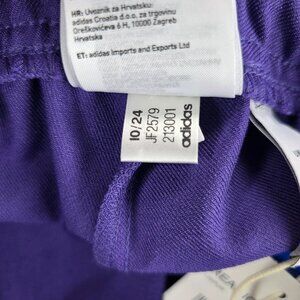 HR: Uvoznik za Hrvatsku:
adidas Croatia d.o.o. za trgovinu
Oreškovićeva 6 H, 10000 Zagreb
Hrvatska
ET: adidas Imports and Exports Ltd
10/24
JF2579
213001
adidas